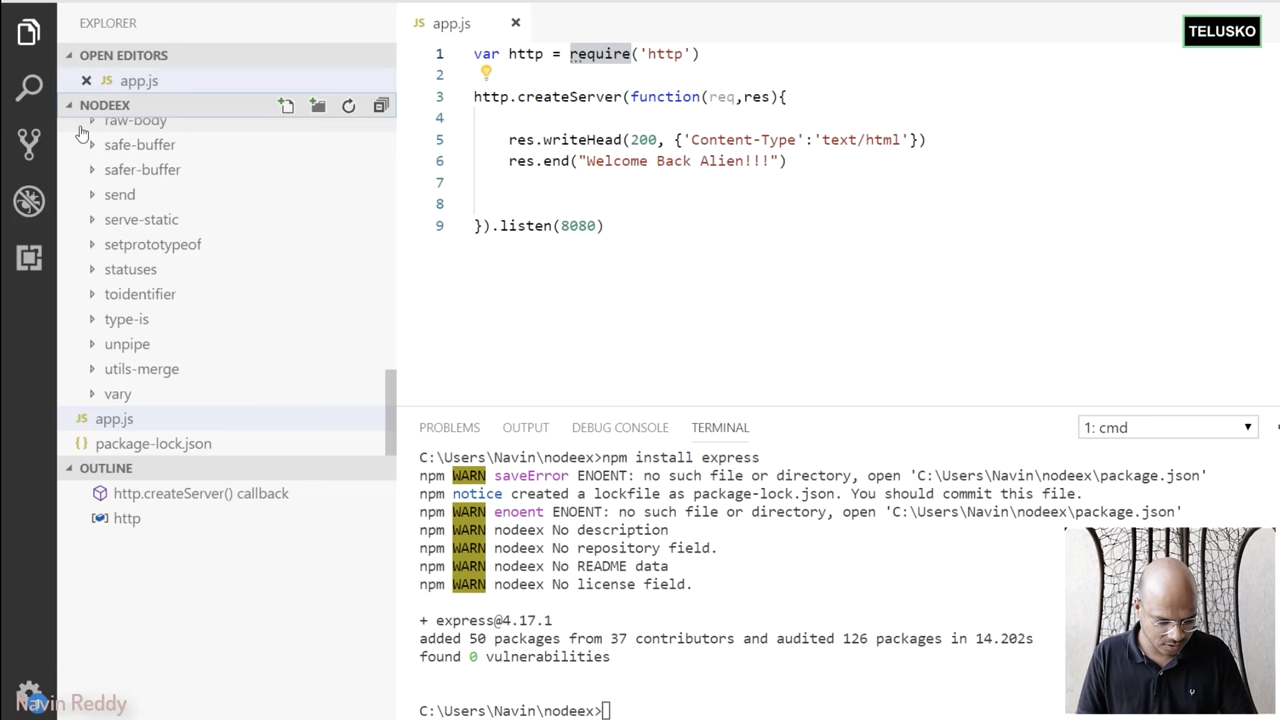 EXPLORER
OPEN EDITORS
JS app.js
NODEEX
raw-body
safe-buffer
safer-buffer
send
serve-static
setprototypeof
statuses
toidentifier
type-is
unpipe
utils-merge
vary
JS app.js
{} package-lock.json
OUTLINE
http.createServer() callback
http
Navin Reddy
JS app.js
TELUSKO
1 var http = require('http')
2
3 http.createServer(function(req,res){
4
5 res.writeHead(200, {'Content-Type':'text/html'})
6 res.end("Welcome Back Alien!!!")
7
8
9 }).listen(8080)
PROBLEMS OUTPUT DEBUG CONSOLE TERMINAL 1: cmd
C:\Users\Navin\nodeex>npm install express
npm WARN saveError ENOENT: no such file or directory, open 'C:\Users\Navin\nodeex\package.json'
npm notice created a lockfile as package-lock.json. You should commit this file.
npm WARN enoent ENOENT: no such file or directory, open 'C:\Users\Navin\nodeex\package.json'
npm WARN nodeex No description
npm WARN nodeex No repository field.
npm WARN nodeex No README data
npm WARN nodeex No license field.
+ express@4.17.1
added 50 packages from 37 contributors and audited 126 packages in 14.202s
found 0 vulnerabilities
C:\Users\Navin\nodeex>